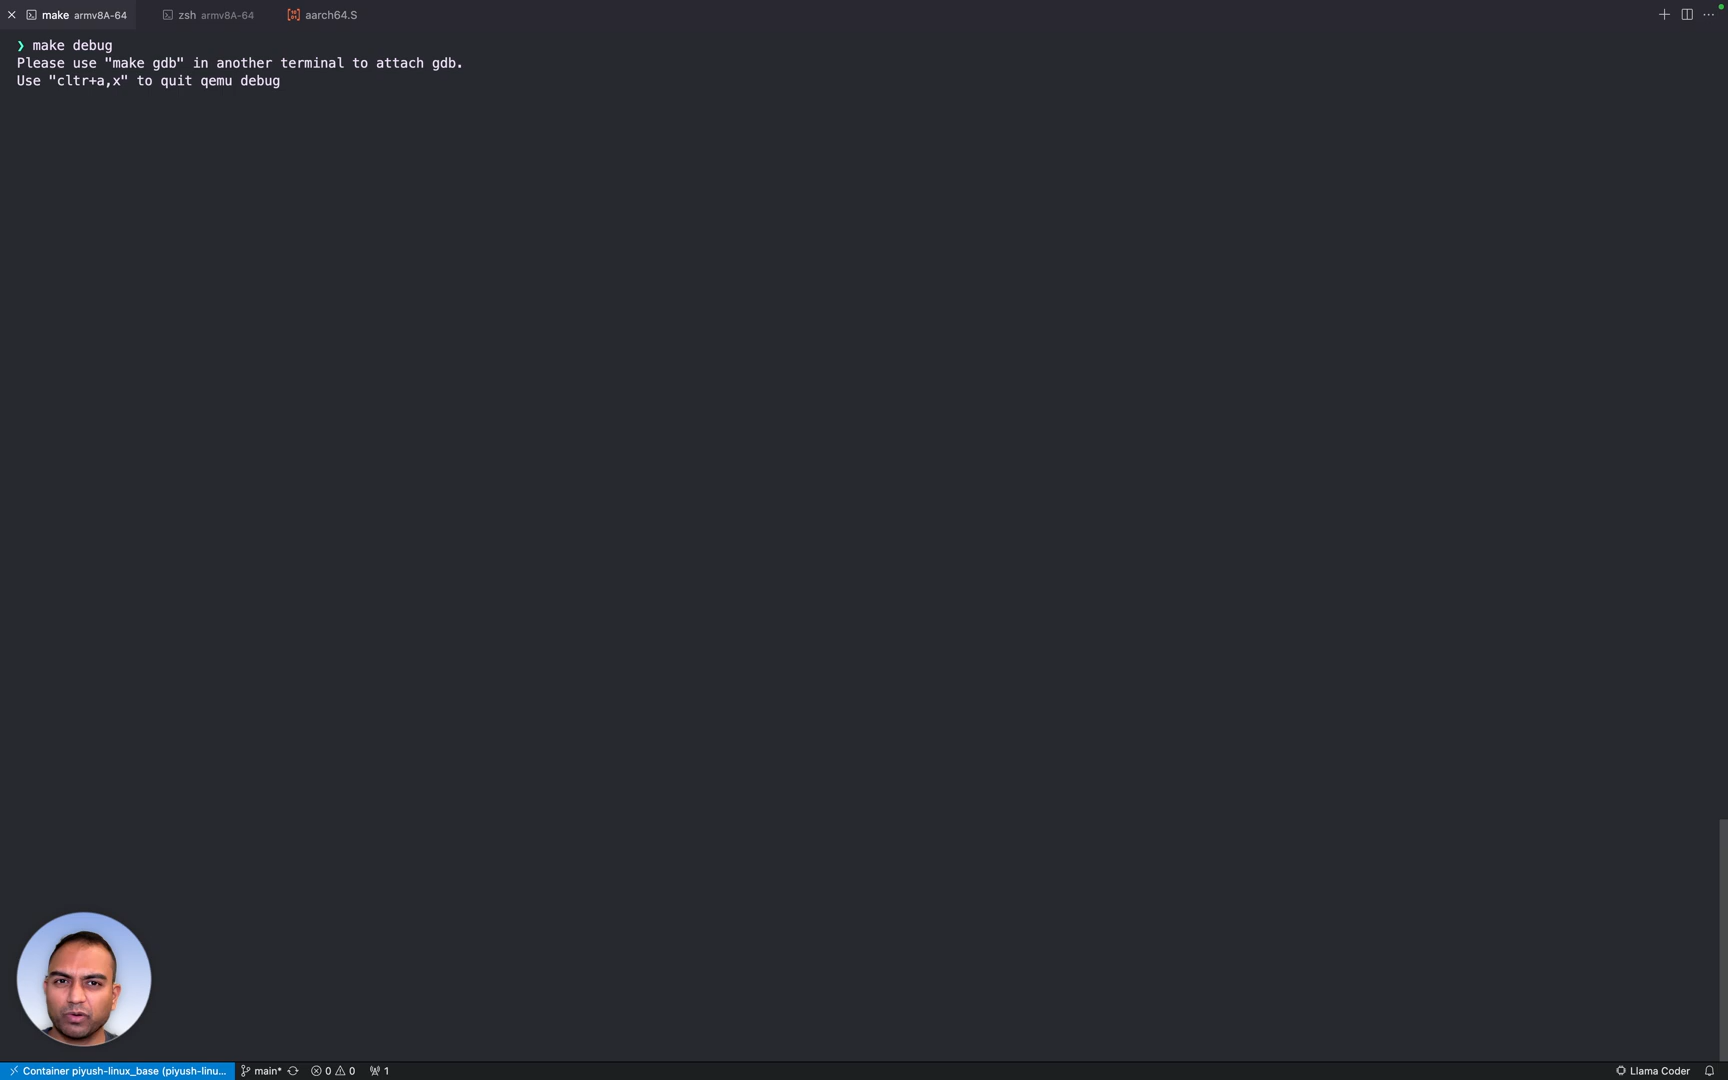 make armv8A-64
zsh armv8A-64
aarch64.S
❯ make debug
Please use "make gdb" in another terminal to attach gdb.
Use "cltr+a,x" to quit qemu debug
Container piyush-linux_base (piyush-linu... main* 0 0 1 Llama Coder